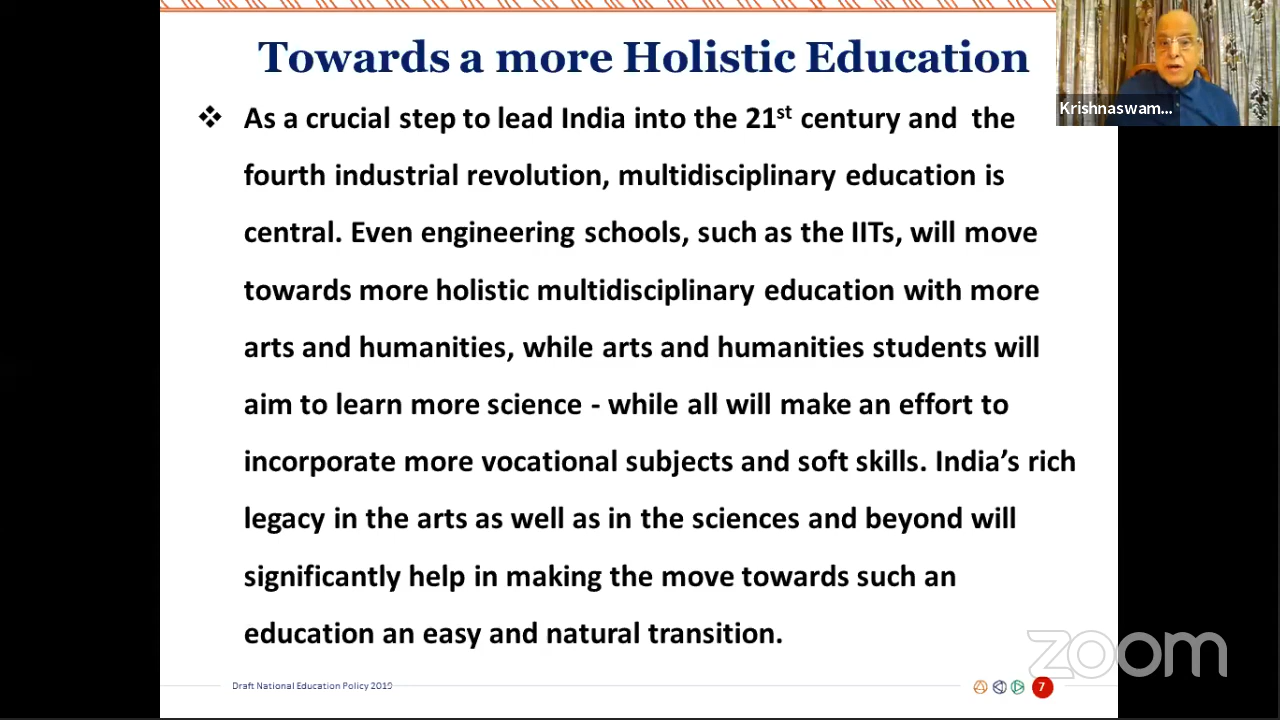 Towards a more Holistic Education
❖ As a crucial step to lead India into the 21st century and the
fourth industrial revolution, multidisciplinary education is
central. Even engineering schools, such as the IITs, will move
towards more holistic multidisciplinary education with more
arts and humanities, while arts and humanities students will
aim to learn more science - while all will make an effort to
incorporate more vocational subjects and soft skills. India’s rich
legacy in the arts as well as in the sciences and beyond will
significantly help in making the move towards such an
education an easy and natural transition.
Krishnaswam...
Draft National Education Policy 2019
7
zoom